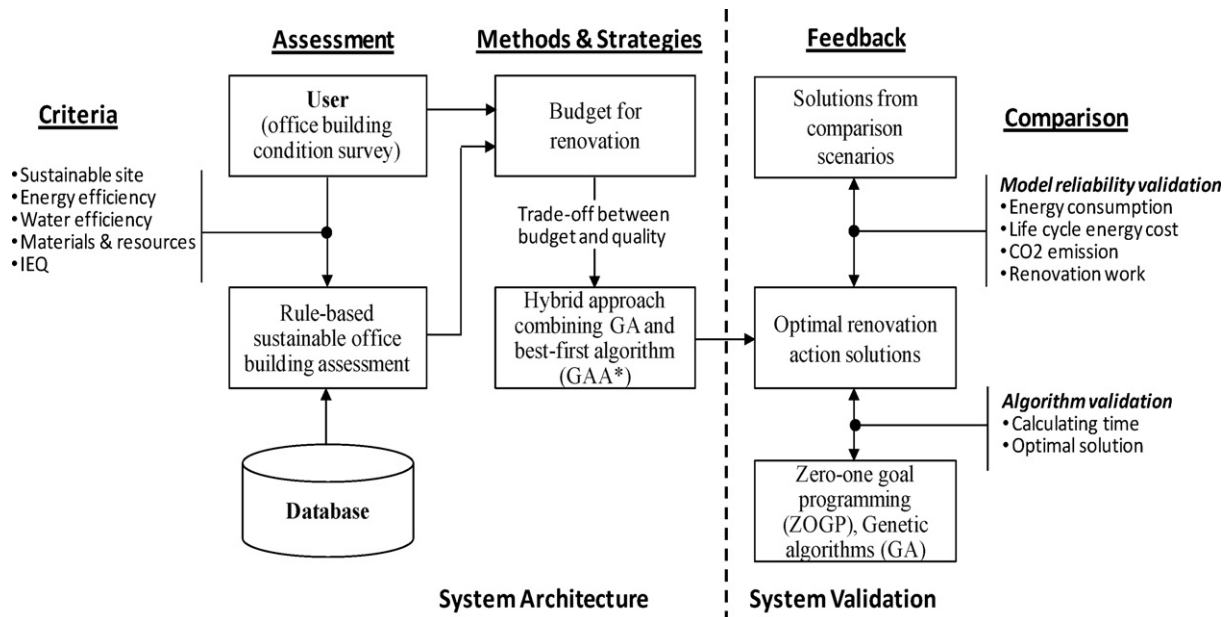 Criteria
•Sustainable site
•Energy efficiency
•Water efficiency
•Materials & resources
•IEQ
Assessment
User
(office building
condition survey)
Rule-based
sustainable office
building assessment
Database
Methods & Strategies
Budget for
renovation
Trade-off between
budget and quality
Hybrid approach
combining GA and
best-first algorithm
(GAA*)
System Architecture
Feedback
Solutions from
comparison
scenarios
Optimal renovation
action solutions
Zero-one goal
programming
(ZOGP), Genetic
algorithms (GA)
Comparison
Model reliability validation
•Energy consumption
•Life cycle energy cost
•CO2 emission
•Renovation work
Algorithm validation
•Calculating time
•Optimal solution
System Validation